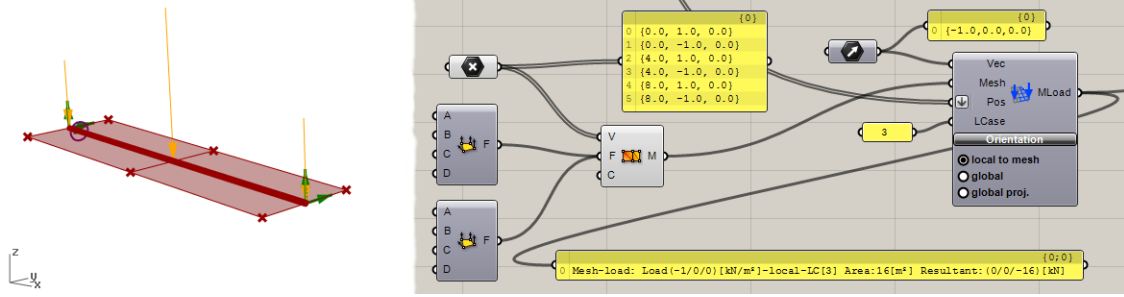 z
y
x
{0}
0 {0.0, 1.0, 0.0}
1 {0.0, -1.0, 0.0}
2 {4.0, 1.0, 0.0}
3 {4.0, -1.0, 0.0}
4 {8.0, 1.0, 0.0}
5 {8.0, -1.0, 0.0}
{0}
0 {-1.0,0.0,0.0}
Vec
Mesh
Pos
LCase
MLoad
Orientation
local to mesh
global
global proj.
3
A
B
C
D
F
V
F
C
M
A
B
C
D
F
{0;0}
0 Mesh-load: Load(-1/0/0)[kN/m²]-local-LC[3] Area:16[m²] Resultant:(0/0/-16)[kN]